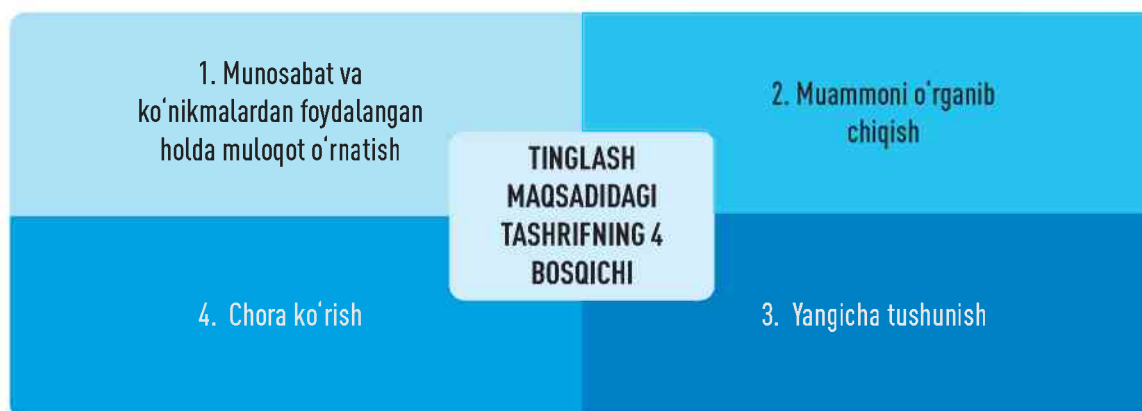 1. Munosabat va
ko‘nikmalardan foydalangan
holda muloqot o‘rnatish
2. Muammoni o‘rganib
chiqish
TINGLASH
MAQSADIDAGI
TASHRIFNING 4
BOSQICHI
4. Chora ko‘rish
3. Yangicha tushunish